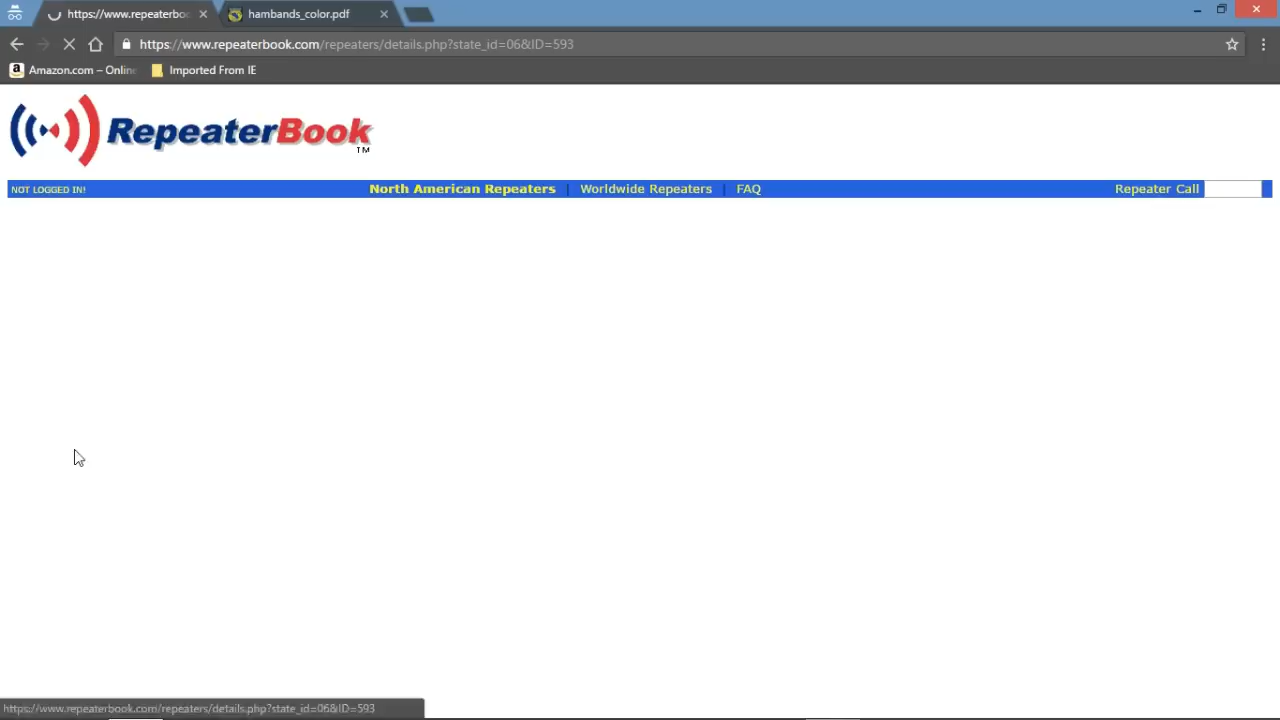 https://www.repeaterboo
hambands_color.pdf
https://www.repeaterbook.com/repeaters/details.php?state_id=06&ID=593
Amazon.com – Online
Imported From IE
RepeaterBook
TM
NOT LOGGED IN!
North American Repeaters | Worldwide Repeaters | FAQ
Repeater Call
https://www.repeaterbook.com/repeaters/details.php?state_id=06&ID=593